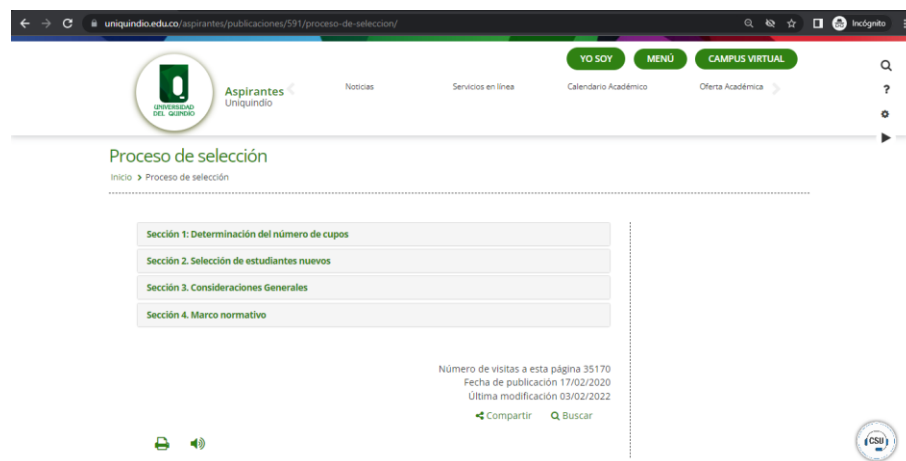 uniquindio.edu.co/aspirantes/publicaciones/591/proceso-de-seleccion/
Incógnito
YO SOY
MENÚ
CAMPUS VIRTUAL
UNIVERSIDAD
DEL QUINDÍO
Aspirantes
Uniquindio
Noticias
Servicios en línea
Calendario Académico
Oferta Académica
?
Proceso de selección
Inicio > Proceso de selección
Sección 1: Determinación del número de cupos
Sección 2. Selección de estudiantes nuevos
Sección 3. Consideraciones Generales
Sección 4. Marco normativo
Número de visitas a esta página 35170
Fecha de publicación 17/02/2020
Última modificación 03/02/2022
Compartir
Buscar
CSU